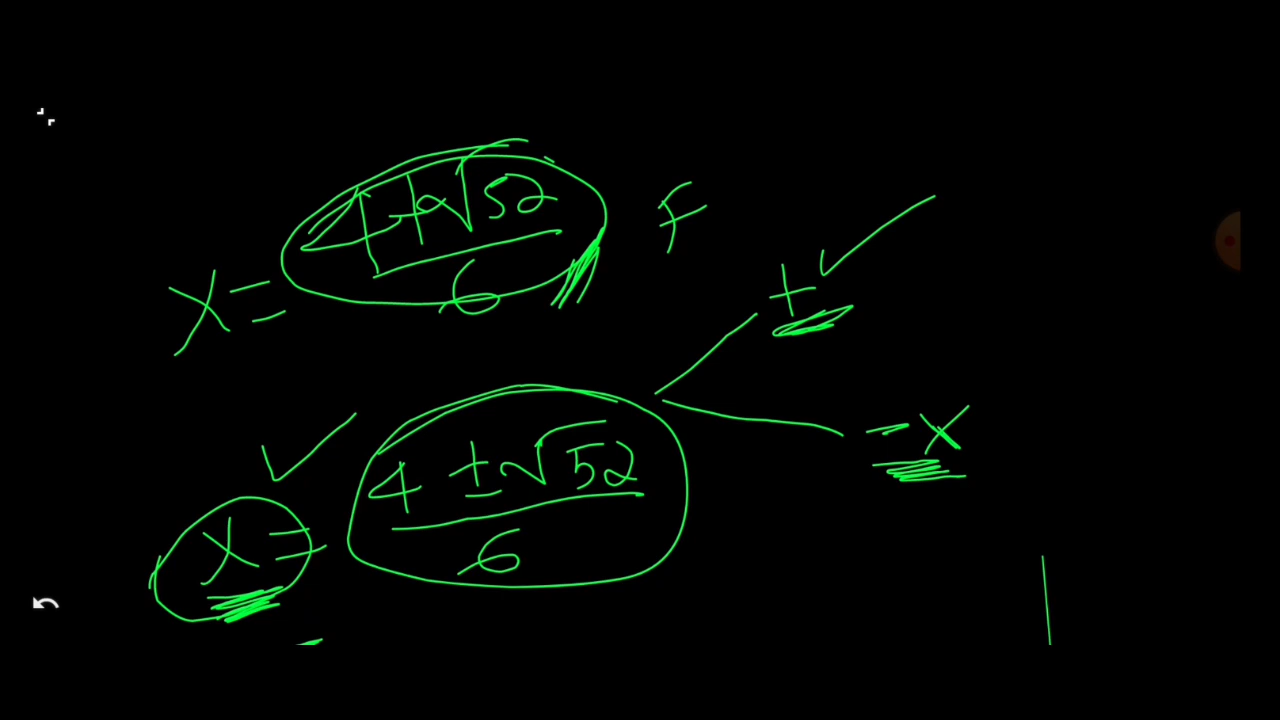 x = (4 + √52) / 6 F
+ ✓
- x
✓
x = (4 ± √52) / 6